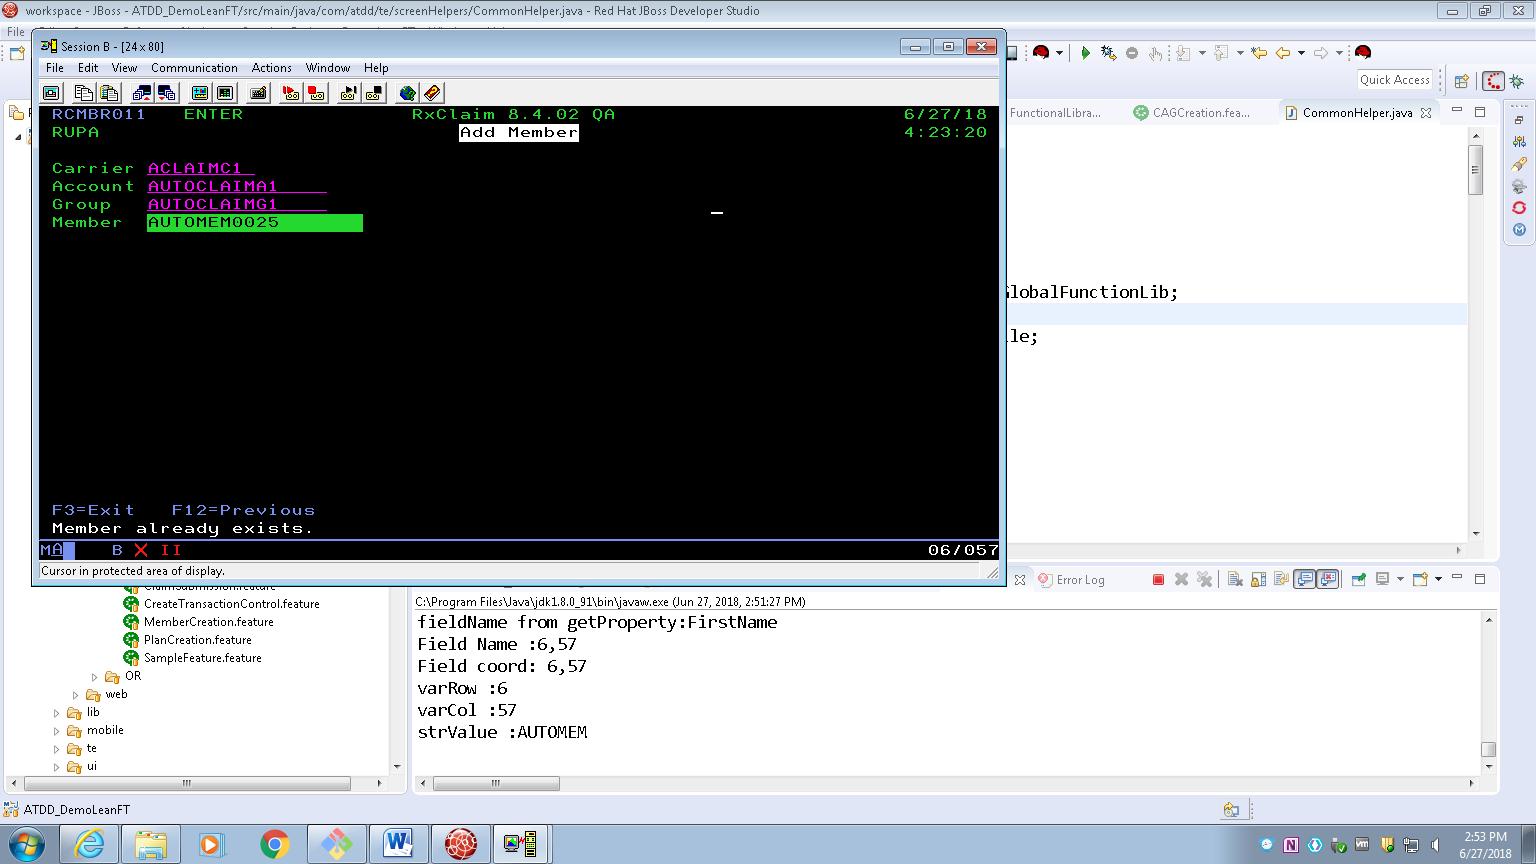 workspace - JBoss - ATDD_DemoLeanFT/src/main/java/com/atdd/te/screenHelpers/CommonHelper.java - Red Hat JBoss Developer Studio
File
Session B - [24 x 80]
File Edit View Communication Actions Window Help
Quick Access
RCMBR011 ENTER RxClaim 8.4.02 QA 6/27/18
RUPA Add Member 4:23:20
Carrier ACLAIMC1
Account AUTOCLAIMA1
Group AUTOCLAIMG1
Member AUTOMEM0025
F3=Exit F12=Previous
Member already exists.
MA B X II 06/057
Cursor in protected area of display.
FunctionalLibra... CAGCreation.fea... CommonHelper.java
GlobalFunctionLib;
le;
ClaimSubmission.feature
CreateTransactionControl.feature
MemberCreation.feature
PlanCreation.feature
SampleFeature.feature
OR
web
lib
mobile
te
ui
Error Log
C:\Program Files\Java\jdk1.8.0_91\bin\javaw.exe (Jun 27, 2018, 2:51:27 PM)
fieldName from getProperty:FirstName
Field Name :6,57
Field coord: 6,57
varRow :6
varCol :57
strValue :AUTOMEM
ATDD_DemoLeanFT
2:53 PM
6/27/2018